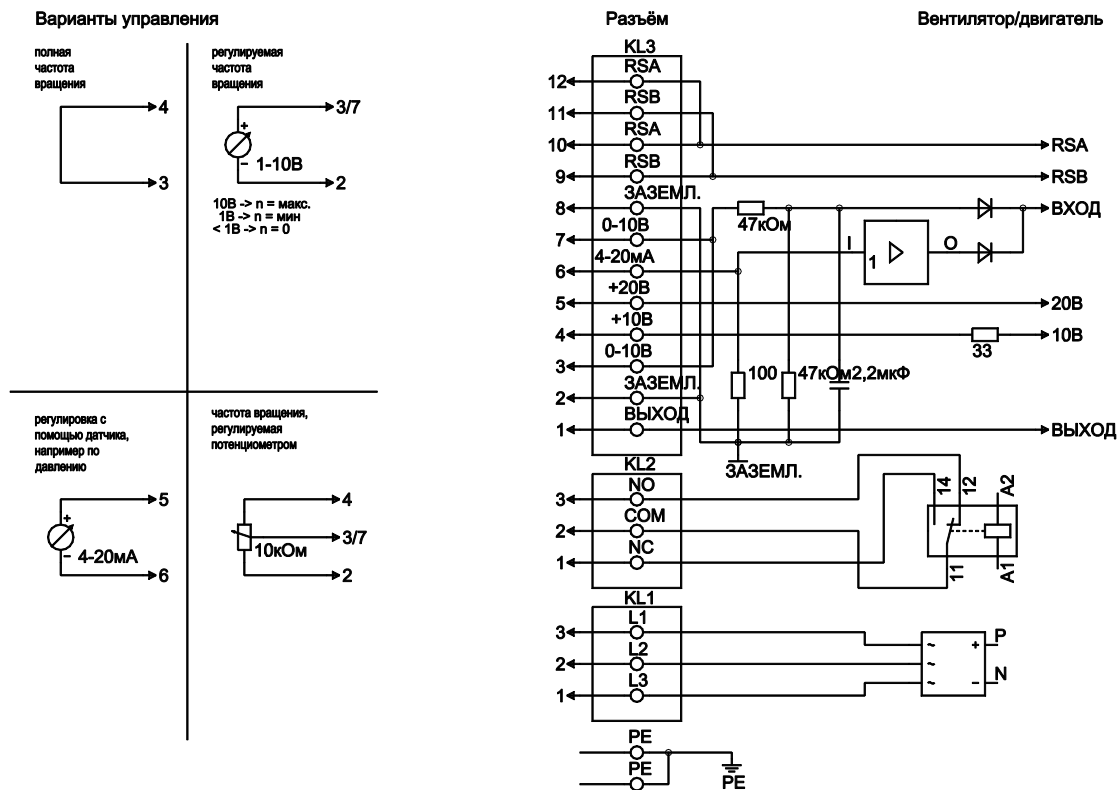 Варианты управления
полная
частота
вращения
4
3
регулируемая
частота
вращения
+
3/7
− 1-10В
2
10В -> n = макс.
1В -> n = мин
< 1В -> n = 0
регулировка с
помощью датчика,
например по
давлению
5
+
− 4-20мА
6
частота вращения,
регулируемая
потенциометром
4
3/7
10кОм
2
Разъём
Вентилятор/двигатель
KL3
RSA
12
RSB
11
RSA
10
RSA
RSB
9
RSB
ЗАЗЕМЛ.
8
ВХОД
47кОм
0-10В
7
I
1
O
4-20мА
6
+20В
5
20В
+10В
4
33
10В
0-10В
3
100
47кОм
2,2мкФ
ЗАЗЕМЛ.
2
ВЫХОД
1
ВЫХОД
ЗАЗЕМЛ.
KL2
NO
3
COM
2
NC
1
14
12
A2
11
A1
KL1
L1
3
L2
2
L3
1
~
~
~
+
−
P
N
PE
PE
PE